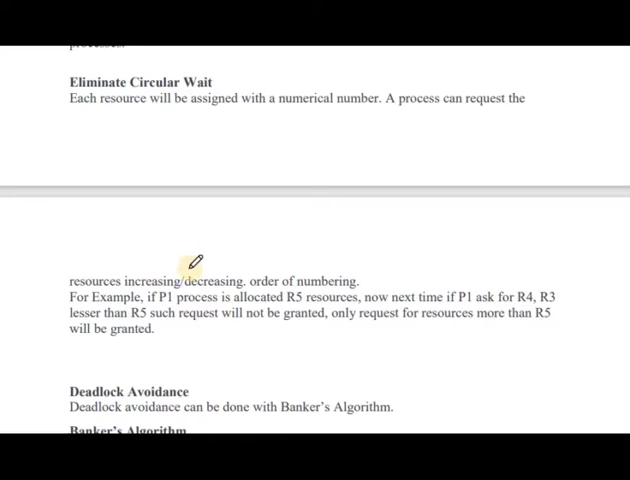 processes.
Eliminate Circular Wait
Each resource will be assigned with a numerical number. A process can request the
resources increasing/decreasing. order of numbering.
For Example, if P1 process is allocated R5 resources, now next time if P1 ask for R4, R3
lesser than R5 such request will not be granted, only request for resources more than R5
will be granted.
Deadlock Avoidance
Deadlock avoidance can be done with Banker's Algorithm.
Banker's Algorithm